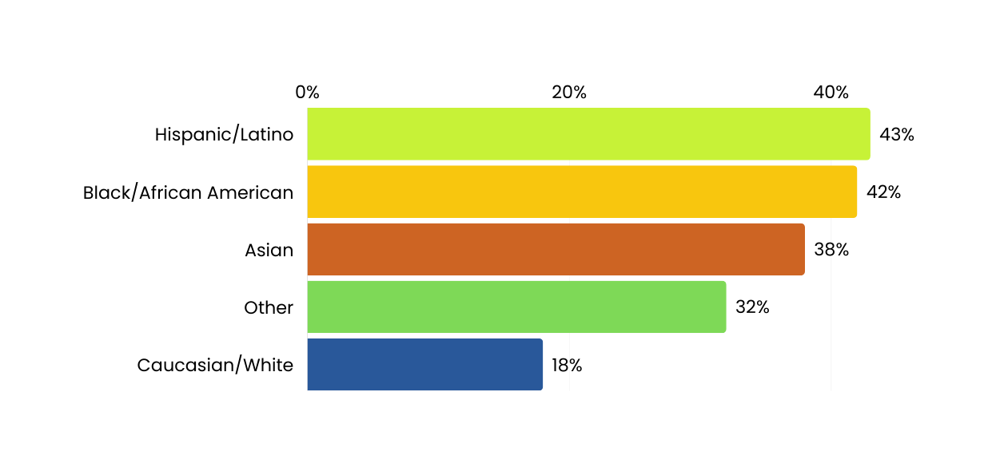 0% 20% 40%
Hispanic/Latino 43%
Black/African American 42%
Asian 38%
Other 32%
Caucasian/White 18%